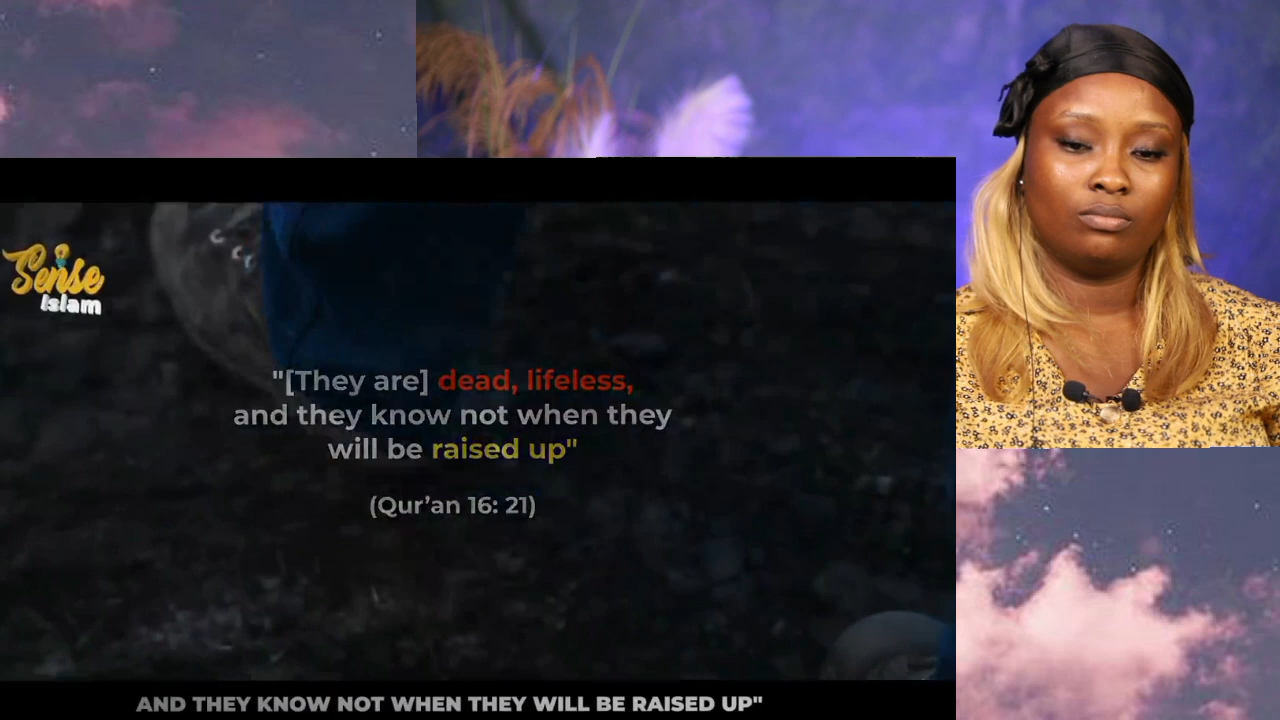 Sense
Islam
"[They are] dead, lifeless,
and they know not when they
will be raised up"
(Qur’an 16: 21)
AND THEY KNOW NOT WHEN THEY WILL BE RAISED UP"